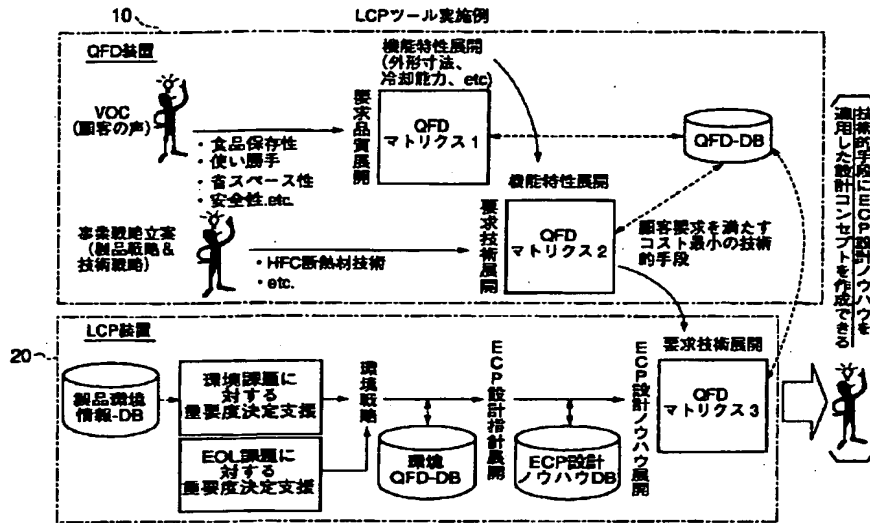 10
LCPツール実施例
QFD装置
VOC
(顧客の声)
・食品保存性
・使い勝手
・省スペース性
・安全性.etc.
機能特性展開
(外形寸法、
冷却能力、etc)
要求品質展開
QFD
マトリクス1
QFD-DB
機能特性展開
事業戦略立案
(製品戦略&
技術戦略)
・HFC断熱材技術
・etc.
要求技術展開
QFD
マトリクス2
顧客要求を満たす
コスト最小の技術
的手段
20
LCP装置
製品環境
情報-DB
環境課題に
対する
重要度決定支援
EOL課題に
対する
重要度決定支援
環境戦略
環境
QFD-DB
ECP設計指針展開
ECP設計
ノウハウDB
ECP設計ノウハウ展開
要求技術展開
QFD
マトリクス3
技術的手段にECP設計ノウハウを
適用した設計コンセプトを作成できる